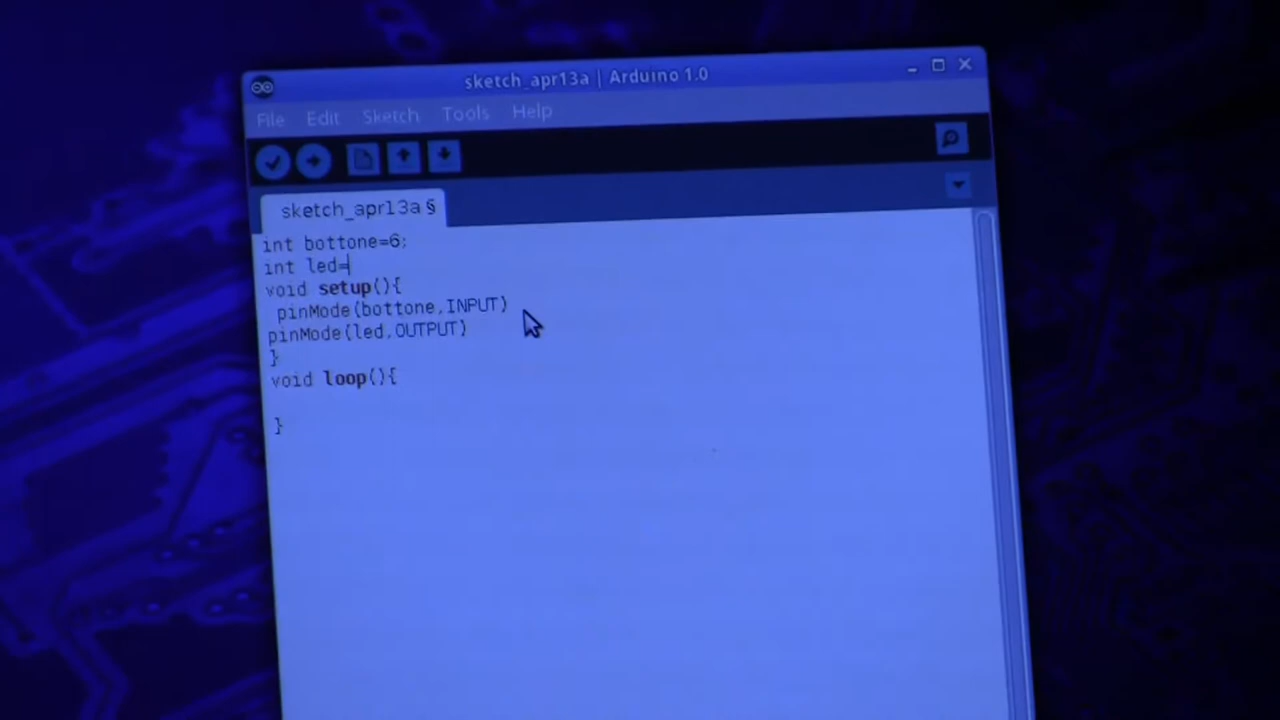 sketch_apr13a | Arduino 1.0
File Edit Sketch Tools Help
sketch_apr13a §
int bottone=6;
int led=
void setup(){
pinMode(bottone,INPUT)
pinMode(led,OUTPUT)
}
void loop(){
}